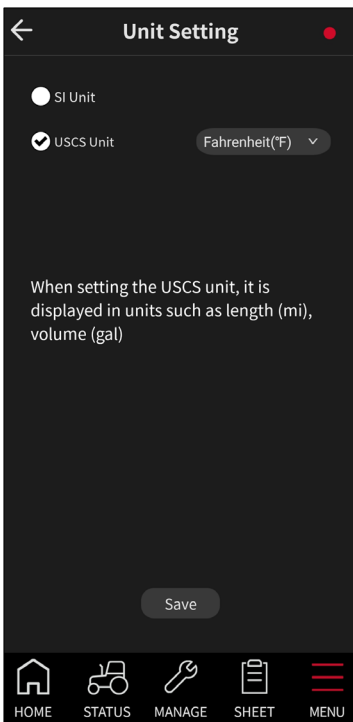 Unit Setting
SI Unit
USCS Unit Fahrenheit(°F)
When setting the USCS unit, it is
displayed in units such as length (mi),
volume (gal)
Save
HOME STATUS MANAGE SHEET MENU